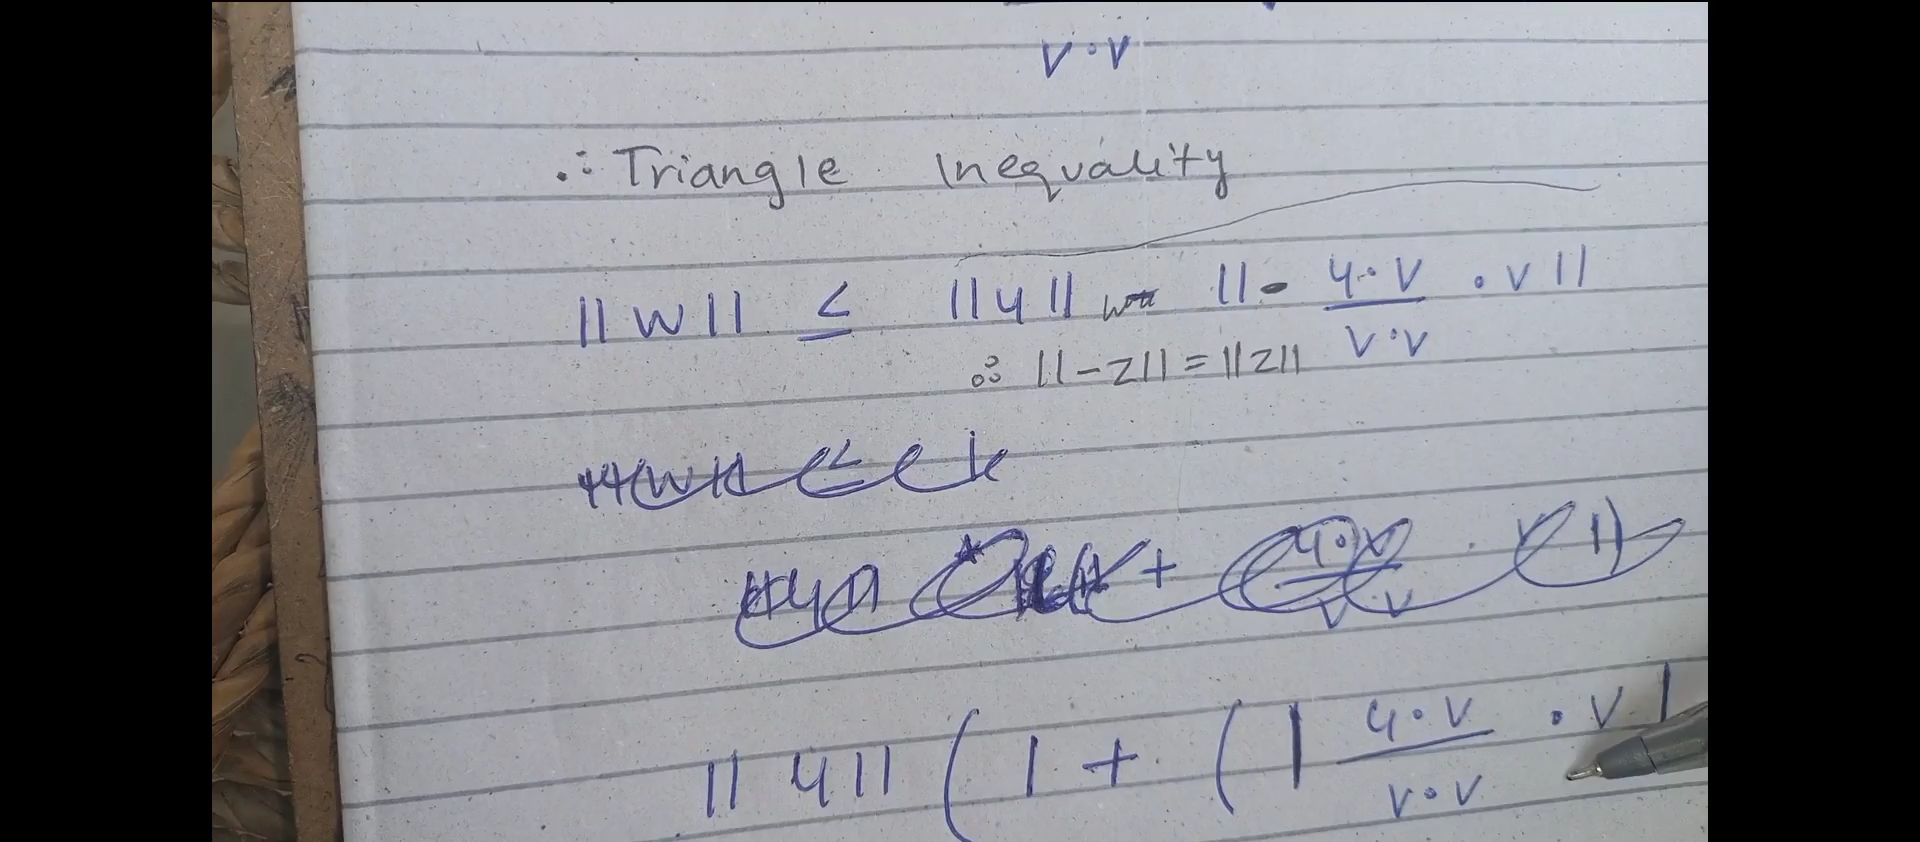 v·v
∴ Triangle Inequality
||w|| ≤ ||u|| ||- u·v/v·v · v||
∴ ||-z|| = ||z||
||u|| ( 1 + ( | u·v/v·v · v |